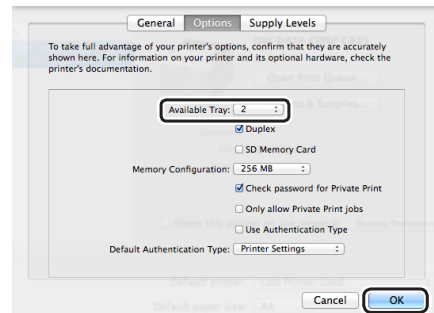 General Options Supply Levels
To take full advantage of your printer's options, confirm that they are accurately
shown here. For information on your printer and its optional hardware, check the
printer's documentation.
Available Tray: 2
Duplex
SD Memory Card
Memory Configuration: 256 MB
Check password for Private Print
Only allow Private Print jobs
Use Authentication Type
Default Authentication Type: Printer Settings
Cancel OK